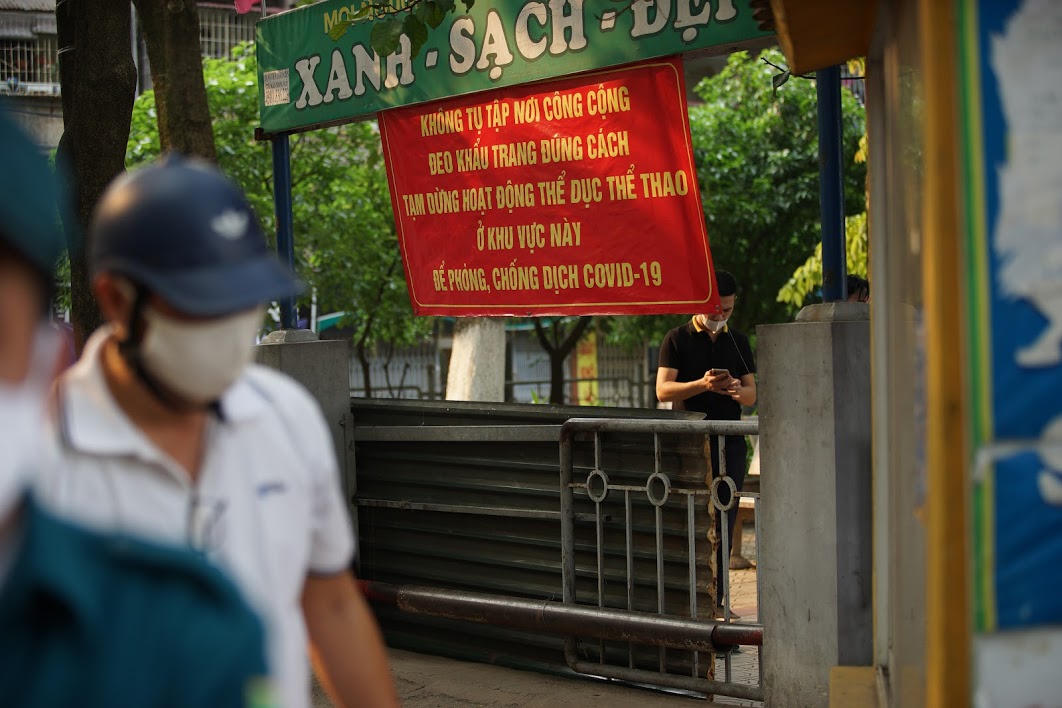 XANH - SẠCH - ĐẸP
KHÔNG TỤ TẬP NƠI CÔNG CỘNG
ĐEO KHẨU TRANG ĐÚNG CÁCH
TẠM DỪNG HOẠT ĐỘNG THỂ DỤC THỂ THAO
Ở KHU VỰC NÀY
ĐỂ PHÒNG, CHỐNG DỊCH COVID-19